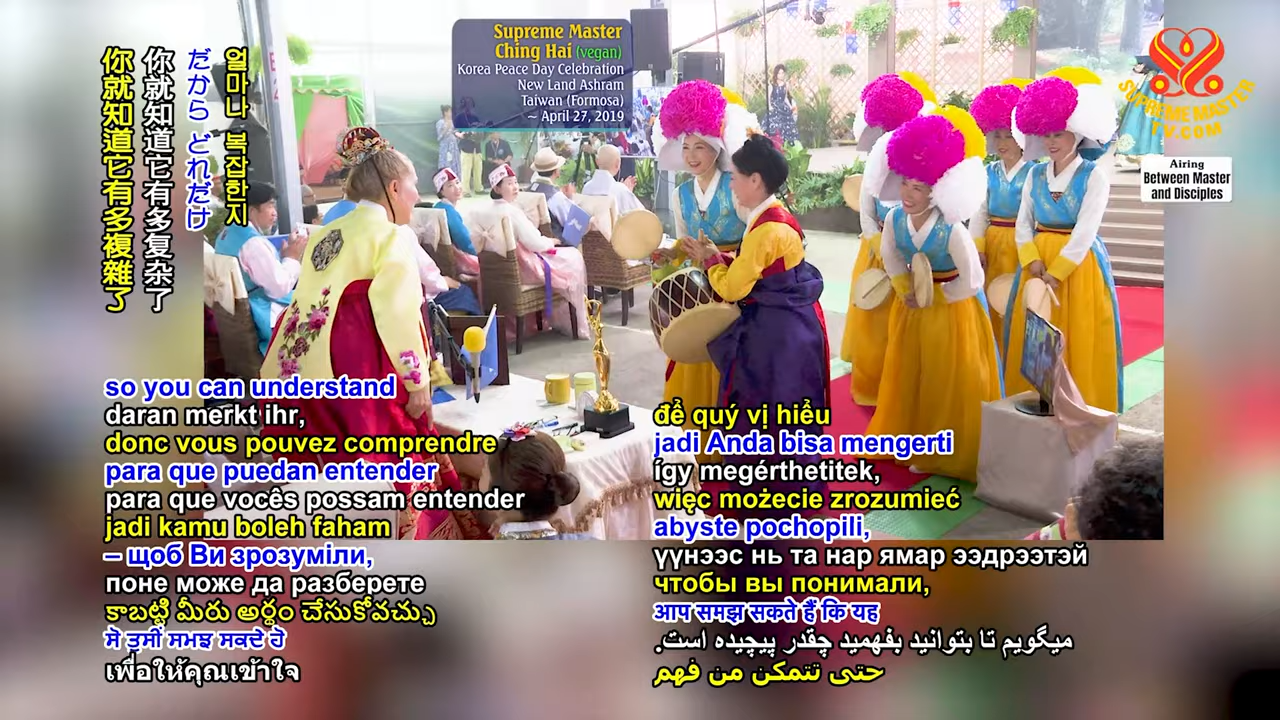 얼마나 복잡한지
だから どれだけ
你就知道它有多复杂了
你就知道它有多複雜了
Supreme Master
Ching Hai (vegan)
Korea Peace Day Celebration
New Land Ashram
Taiwan (Formosa)
~ April 27, 2019
SUPREME MASTER
TV.COM
Airing
Between Master
and Disciples
so you can understand
daran merkt ihr,
donc vous pouvez comprendre
para que puedan entender
para que vocês possam entender
jadi kamu boleh faham
– щоб Ви зрозуміли,
поне може да разберете
కాబట్టి మీరు అర్థం చేసుకోవచ్చు
ਸੋ ਤੁਸੀਂ ਸਮਝ ਸਕਦੇ ਹੋ
เพื่อให้คุณเข้าใจ
để quý vị hiểu
jadi Anda bisa mengerti
így megérthetitek,
więc możecie zrozumieć
abyste pochopili,
үүнээс нь та нар ямар ээдрээтэй
чтобы вы понимали,
आप समझ सकते हैं कि यह
میگویم تا بتوانید بفهمید چقدر پیچیده است.
حتى تتمكن من فهم